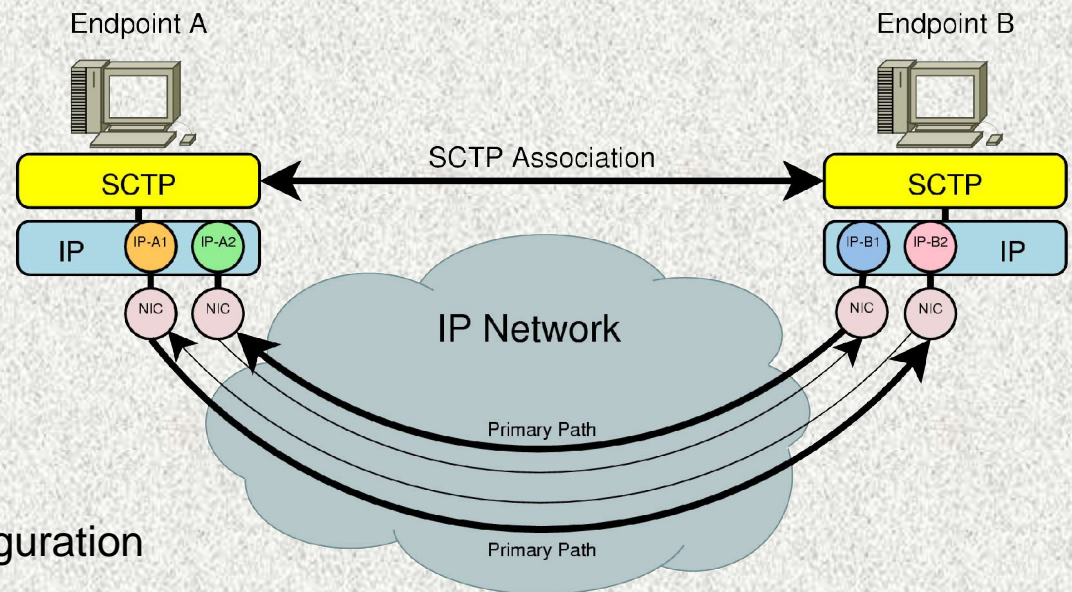 Endpoint A
Endpoint B
SCTP Association
SCTP
SCTP
IP
IP-A1
IP-A2
IP-B1
IP-B2
IP
NIC
NIC
NIC
NIC
IP Network
Primary Path
guration
Primary Path